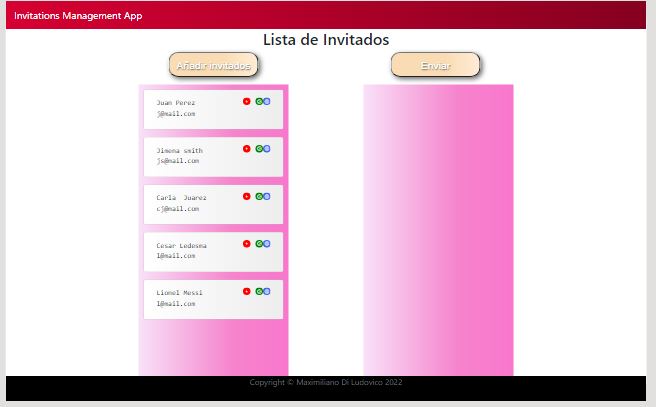 Invitations Management App
Lista de Invitados
Añadir invitados
Enviar
Juan Perez
j@mail.com
Jimena smith
js@mail.com
Carla  Juarez
cj@mail.com
Cesar Ledesma
l@mail.com
Lionel Messi
l@mail.com
Copyright © Maximiliano Di Ludovico 2022